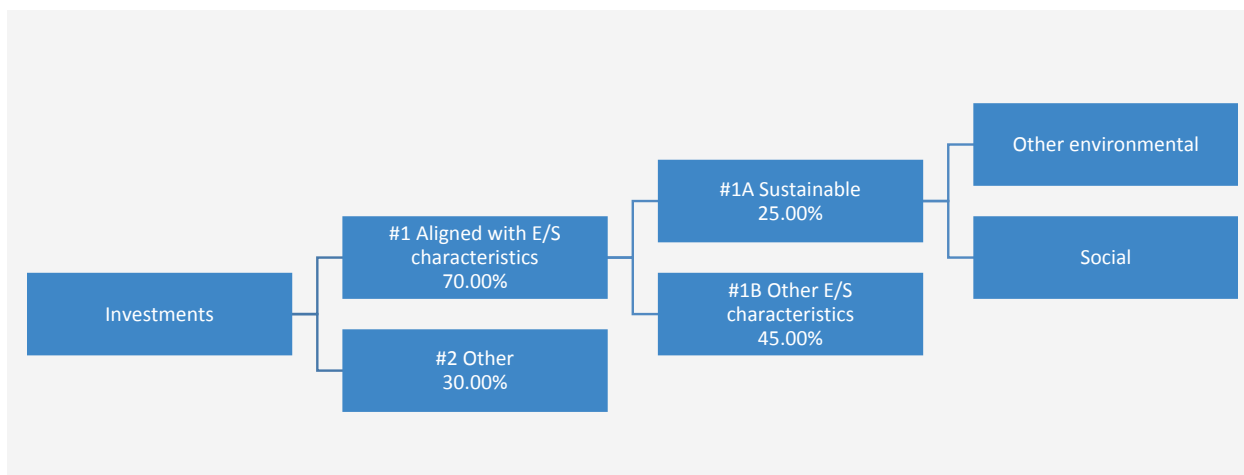 Investments
#1 Aligned with E/S
characteristics
70.00%
#2 Other
30.00%
#1A Sustainable
25.00%
#1B Other E/S
characteristics
45.00%
Other environmental
Social